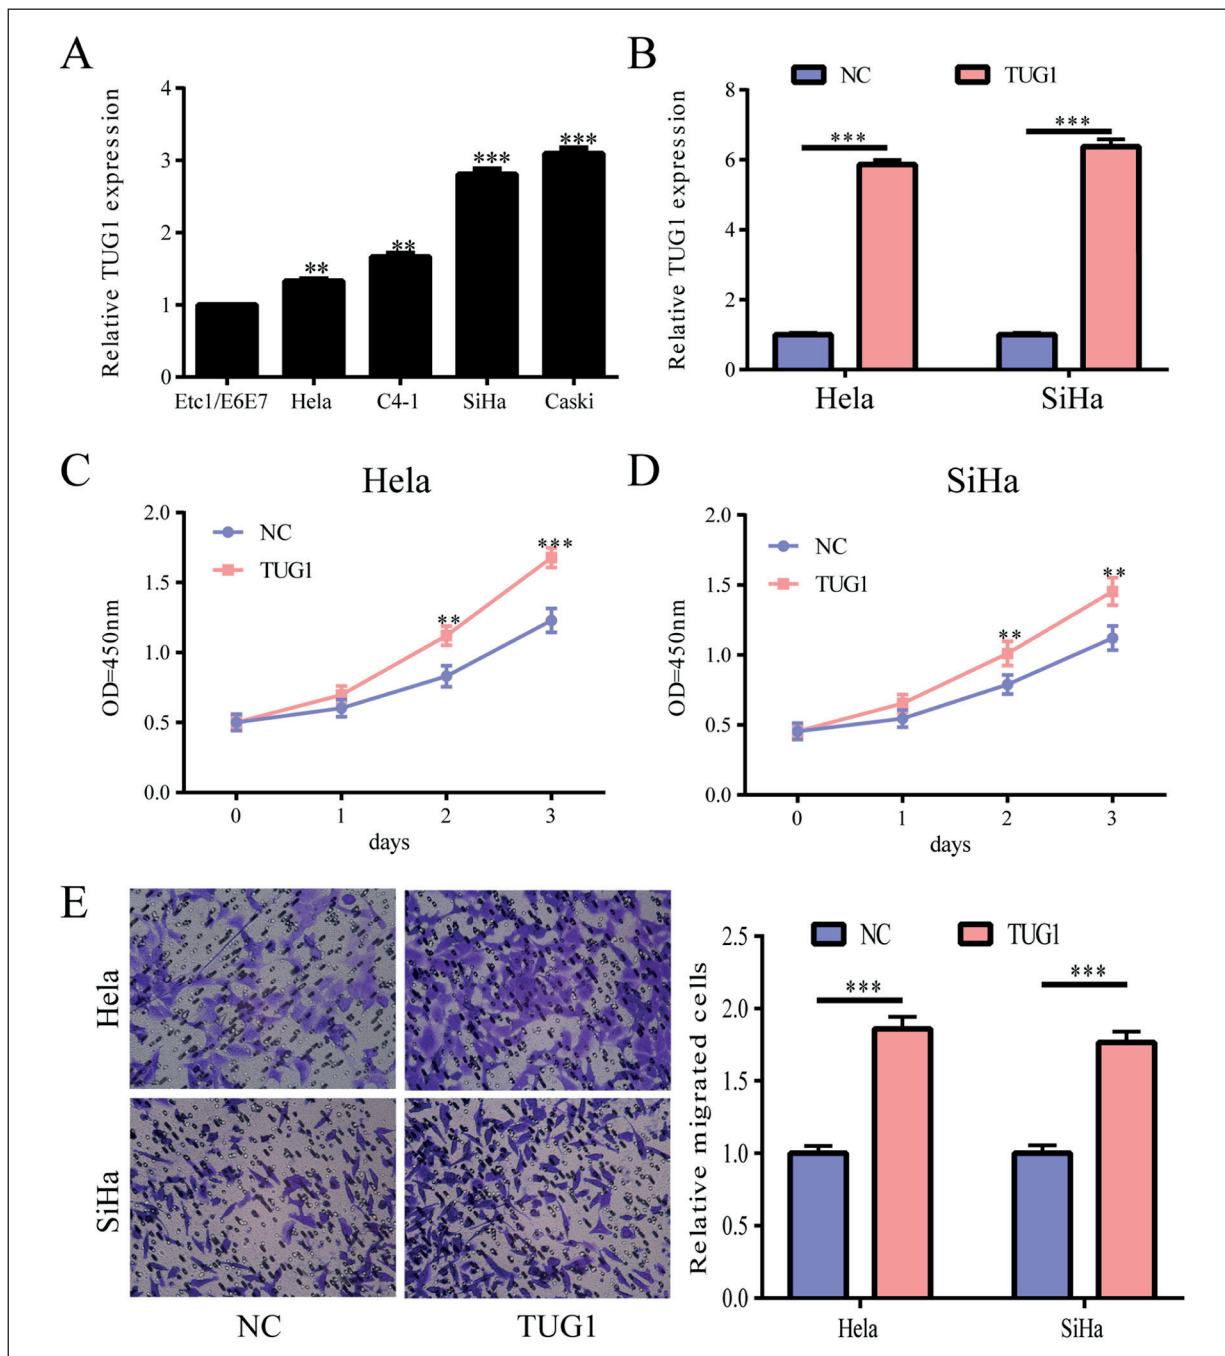 A
Relative TUG1 expression
4
3
2
1
0
** ** *** ***
Etc1/E6E7 Hela C4-1 SiHa Caski
B
NC TUG1
Relative TUG1 expression
8
6
4
2
0
*** ***
Hela SiHa
C
Hela
NC
TUG1
OD=450nm
2.0
1.5
1.0
0.5
0.0
** ***
0 1 2 3
days
D
SiHa
NC
TUG1
OD=450nm
2.0
1.5
1.0
0.5
0.0
** **
0 1 2 3
days
E
Hela
SiHa
NC TUG1
NC TUG1
Relative migrated cells
2.5
2.0
1.5
1.0
0.5
0.0
*** ***
Hela SiHa